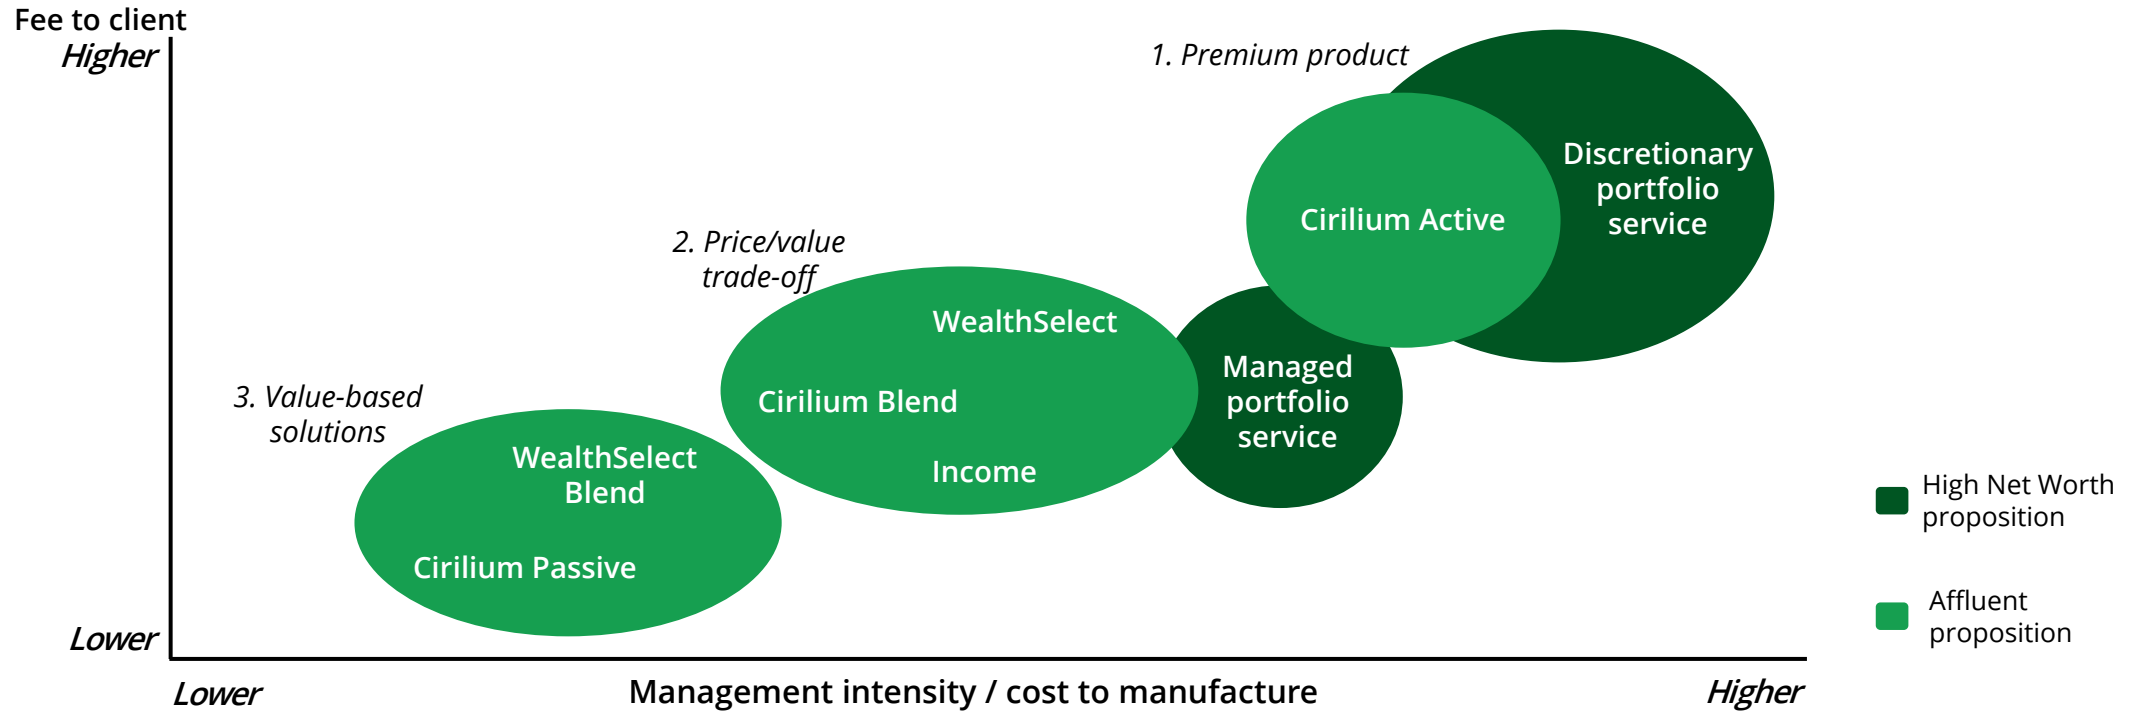 Fee to client
Higher
1. Premium product
Discretionary
portfolio
service
Cirilium Active
2. Price/value
trade-off
WealthSelect
Cirilium Blend
Income
Managed
portfolio
service
3. Value-based
solutions
WealthSelect
Blend
Cirilium Passive
High Net Worth
proposition
Affluent
proposition
Lower
Lower
Management intensity / cost to manufacture
Higher